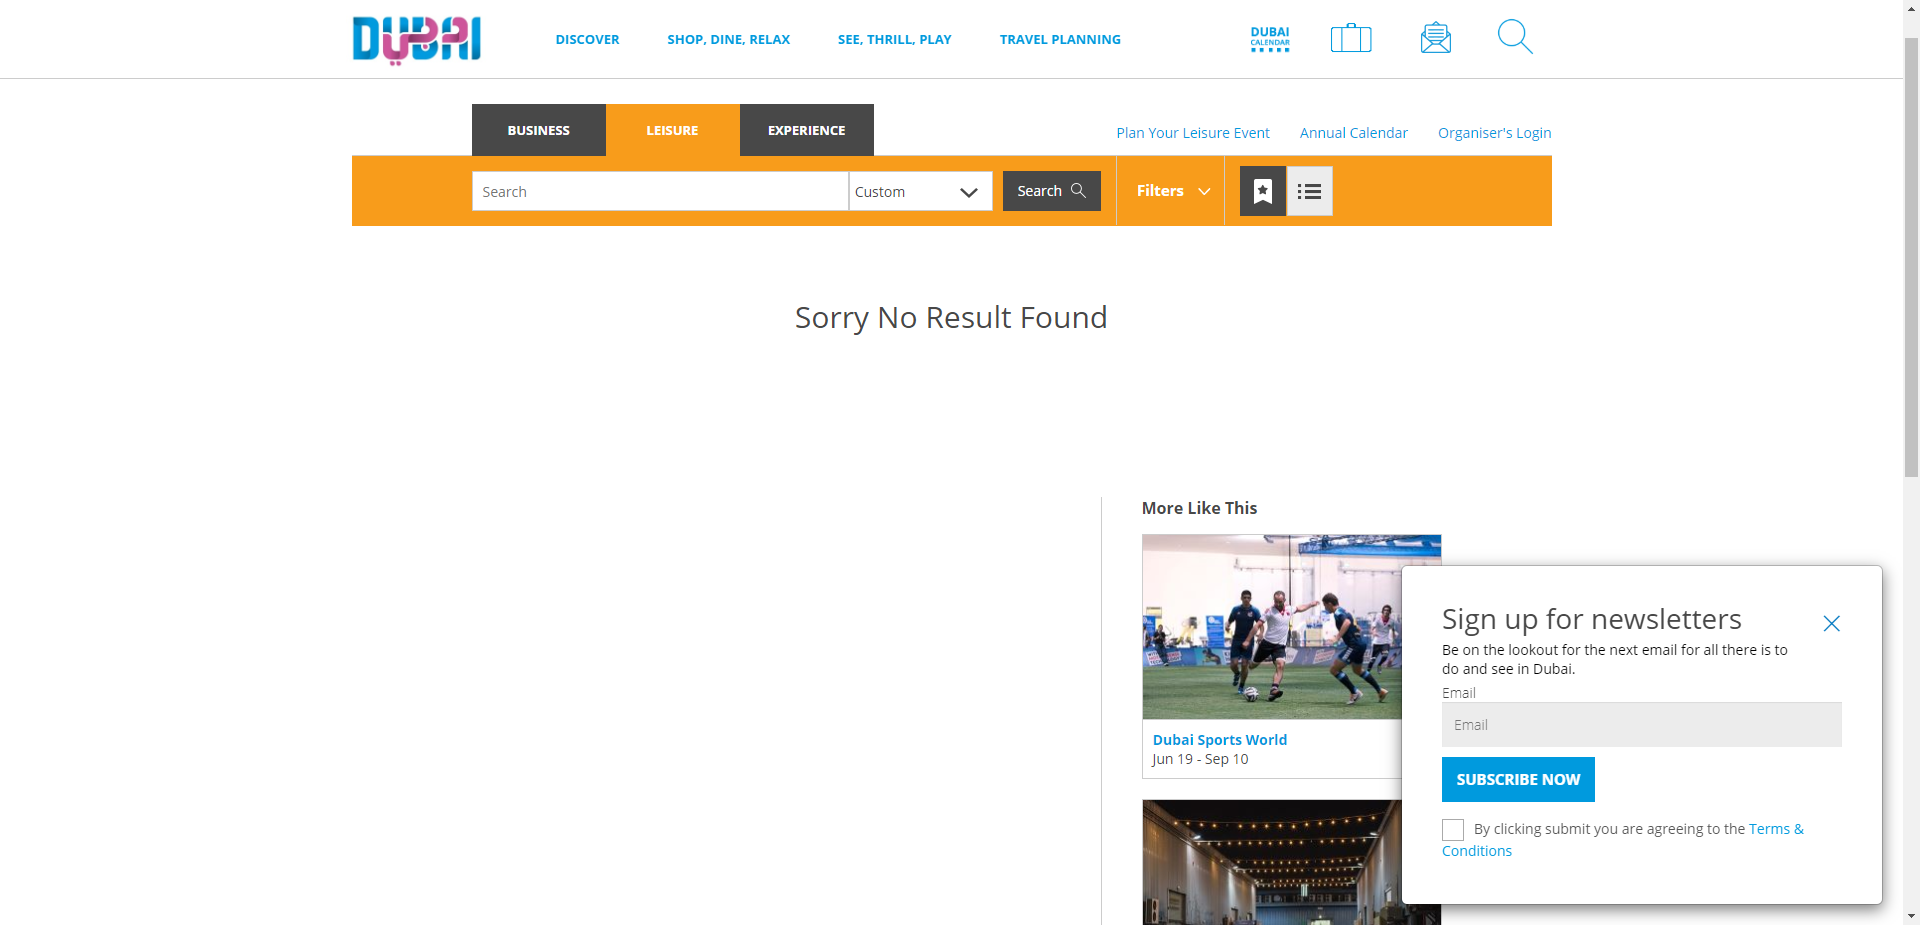 DUBAI
DISCOVER
SHOP, DINE, RELAX
SEE, THRILL, PLAY
TRAVEL PLANNING
DUBAI
CALENDAR
BUSINESS
LEISURE
EXPERIENCE
Plan Your Leisure Event
Annual Calendar
Organiser's Login
Search
Custom
Search
Filters
Sorry No Result Found
More Like This
Dubai Sports World
Jun 19 - Sep 10
Sign up for newsletters
Be on the lookout for the next email for all there is to
do and see in Dubai.
Email
Email
SUBSCRIBE NOW
By clicking submit you are agreeing to the Terms &
Conditions